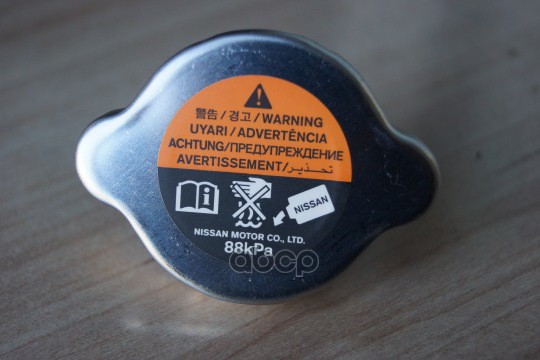 警告/경고/WARNING
UYARI/ADVERTÊNCIA
ACHTUNG/ПРЕДУПРЕЖДЕНИЕ
AVERTISSEMENT/تحذير
NISSAN
NISSAN MOTOR CO., LTD.
88kPa